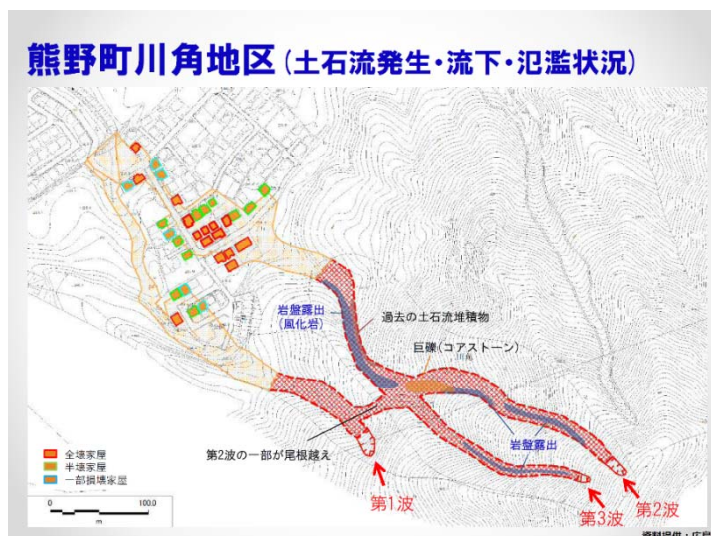 熊野町川角地区(土石流発生・流下・氾濫状況)
岩盤露出
(風化岩)
過去の土石流堆積物
巨礫(コアストーン)
第2波の一部が尾根越え
岩盤露出
全壊家屋
半壊家屋
一部損壊家屋
第1波
第3波
第2波
0
100.0
m
資料提供・広島